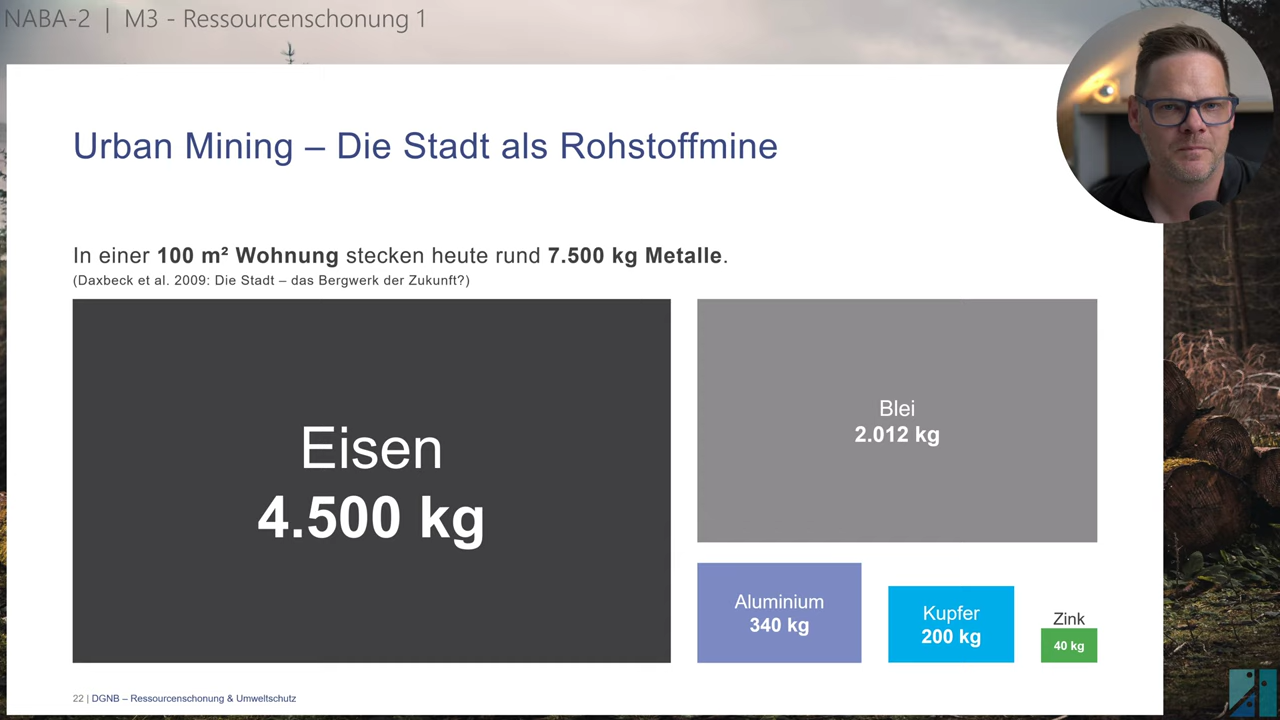 NABA-2 | M3 - Ressourcenschonung 1
Urban Mining – Die Stadt als Rohstoffmine
In einer 100 m² Wohnung stecken heute rund 7.500 kg Metalle.
(Daxbeck et al. 2009: Die Stadt – das Bergwerk der Zukunft?)
Eisen
4.500 kg
Blei
2.012 kg
Aluminium
340 kg
Kupfer
200 kg
Zink
40 kg
22 | DGNB – Ressourcenschonung & Umweltschutz